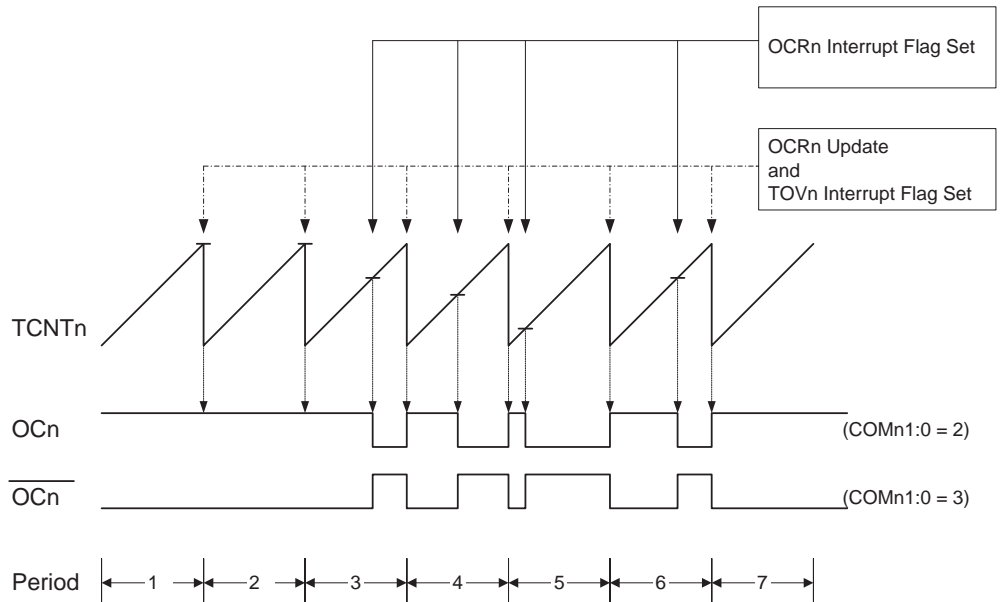 OCRn Interrupt Flag Set
OCRn Update
and
TOVn Interrupt Flag Set
TCNTn
OCn
(COMn1:0 = 2)
OCn
(COMn1:0 = 3)
Period
1
2
3
4
5
6
7